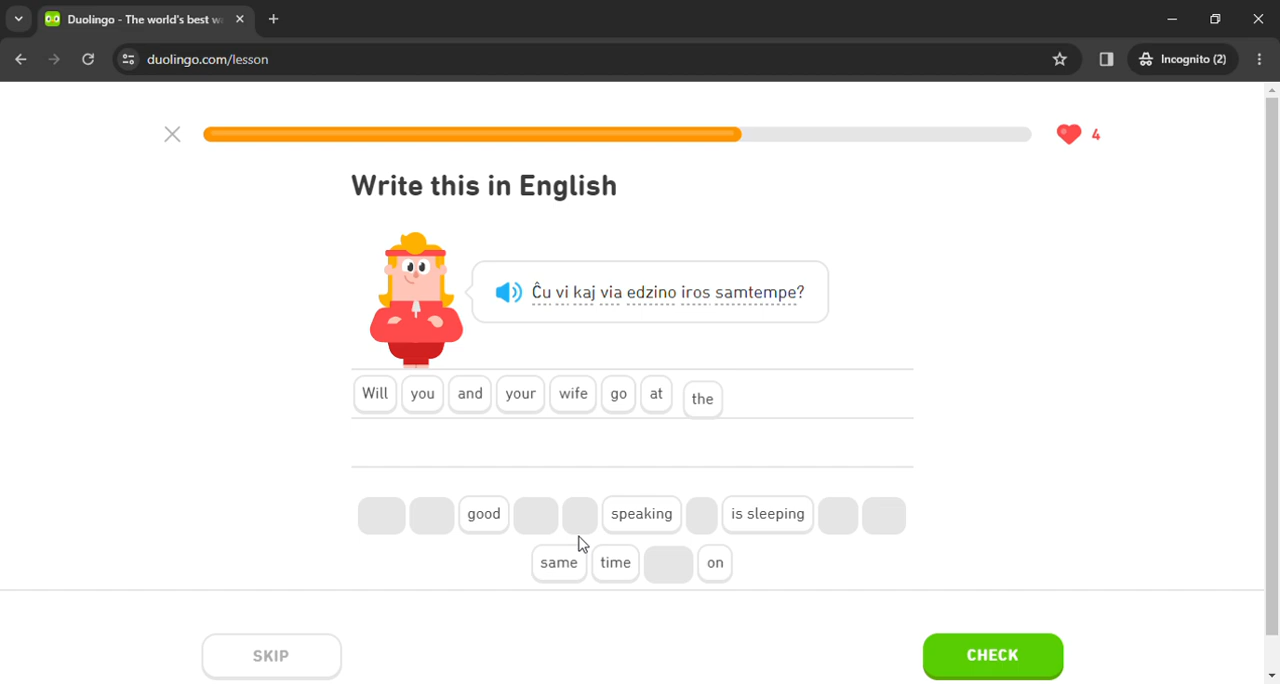 Duolingo - The world's best w
duolingo.com/lesson
Incognito (2)
4
Write this in English
Ĉu vi kaj via edzino iros samtempe?
Will you and your wife go at the
good speaking is sleeping
same time on
SKIP
CHECK